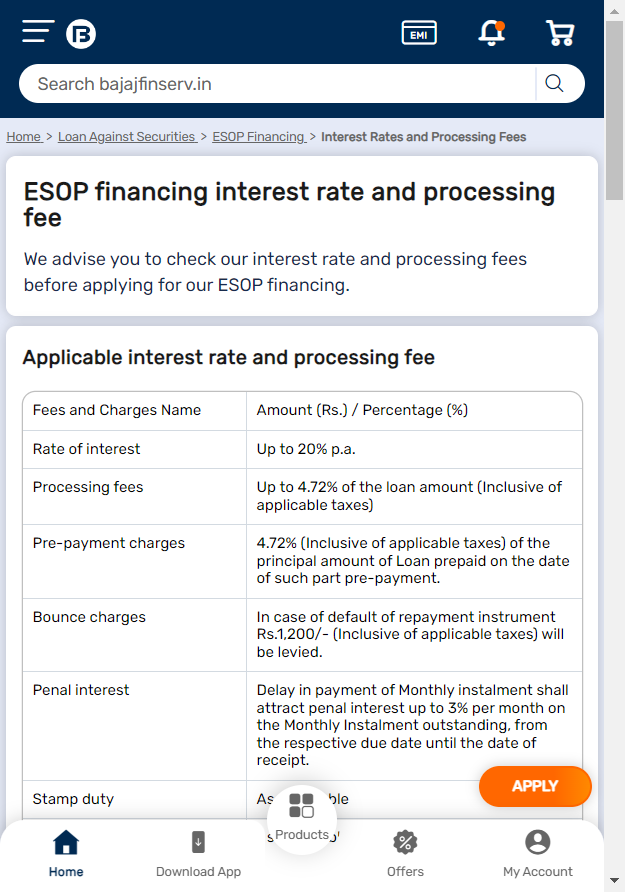 EMI
Search bajajfinserv.in
Home > Loan Against Securities > ESOP Financing > Interest Rates and Processing Fees
ESOP financing interest rate and processing
fee
We advise you to check our interest rate and processing fees
before applying for our ESOP financing.
Applicable interest rate and processing fee
Fees and Charges Name
Amount (Rs.) / Percentage (%)
Rate of interest
Up to 20% p.a.
Processing fees
Up to 4.72% of the loan amount (Inclusive of
applicable taxes)
Pre-payment charges
4.72% (Inclusive of applicable taxes) of the
principal amount of Loan prepaid on the date
of such part pre-payment.
Bounce charges
In case of default of repayment instrument
Rs.1,200/- (Inclusive of applicable taxes) will
be levied.
Penal interest
Delay in payment of Monthly instalment shall
attract penal interest up to 3% per month on
the Monthly Instalment outstanding, from
the respective due date until the date of
receipt.
Stamp duty
APPLY
Home
Download App
Products
Offers
My Account